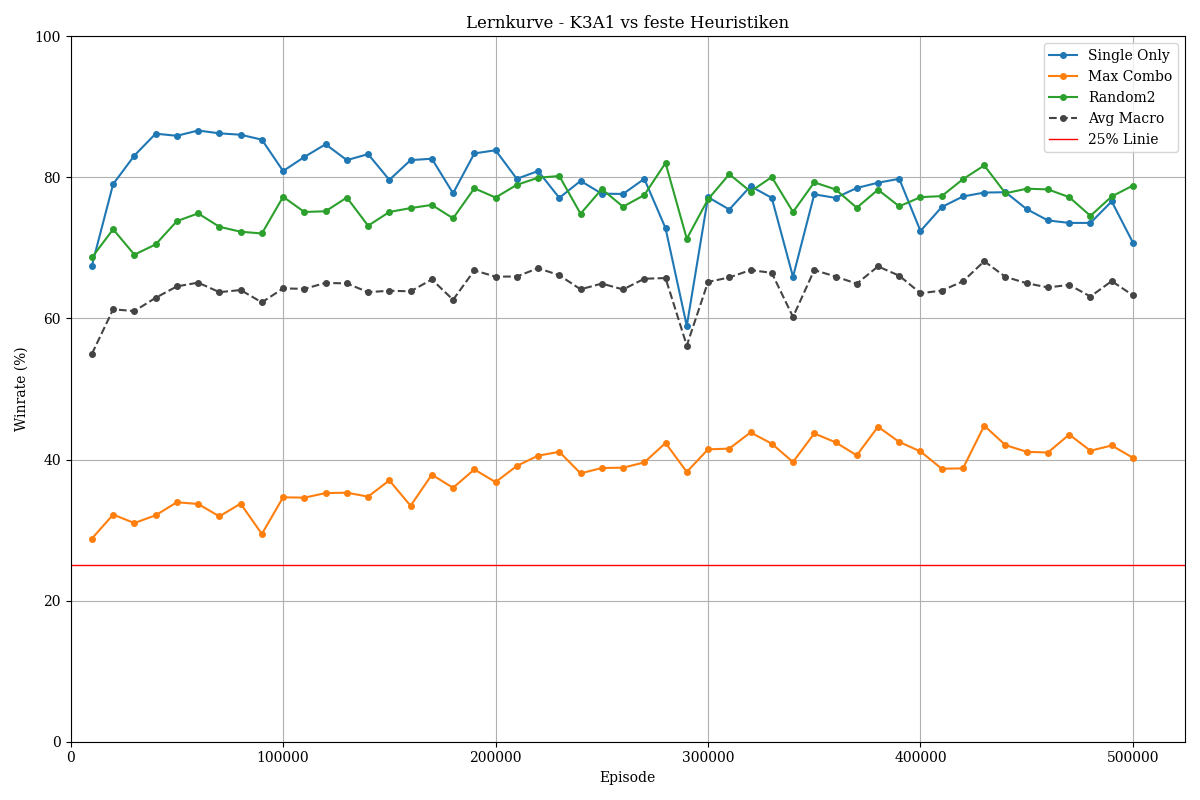 Lernkurve - K3A1 vs feste Heuristiken
Winrate (%)
100
80
60
40
20
0
Single Only
Max Combo
Random2
Avg Macro
25% Linie
0 100000 200000 300000 400000 500000
Episode